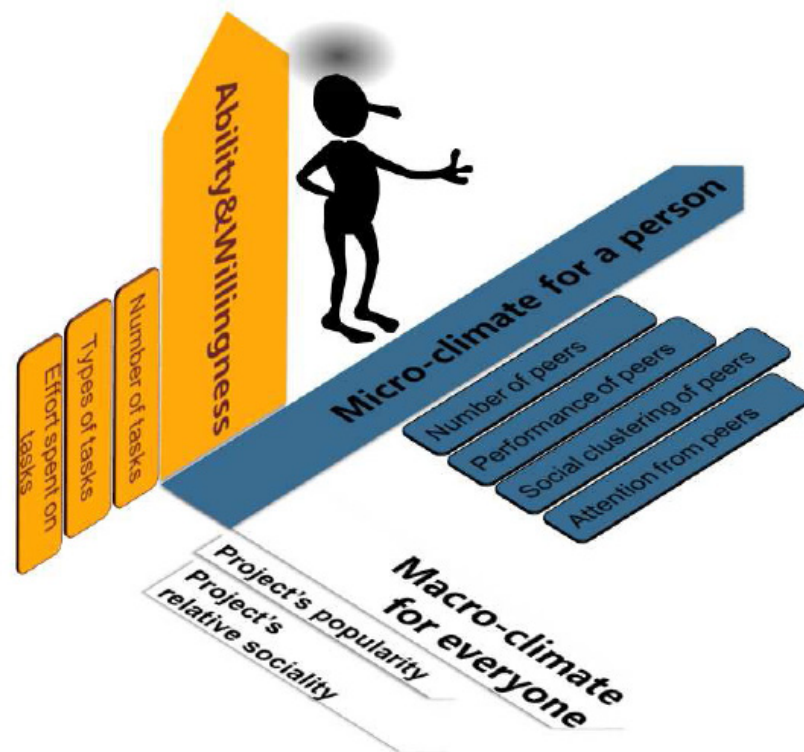 Ability&Willingness
Number of tasks
Types of tasks
Effort spent on
tasks
Micro-climate for a person
Number of peers
Performance of peers
Social clustering of peers
Attention from peers
Macro-climate
for everyone
Project's popularity
Project's
relative sociality